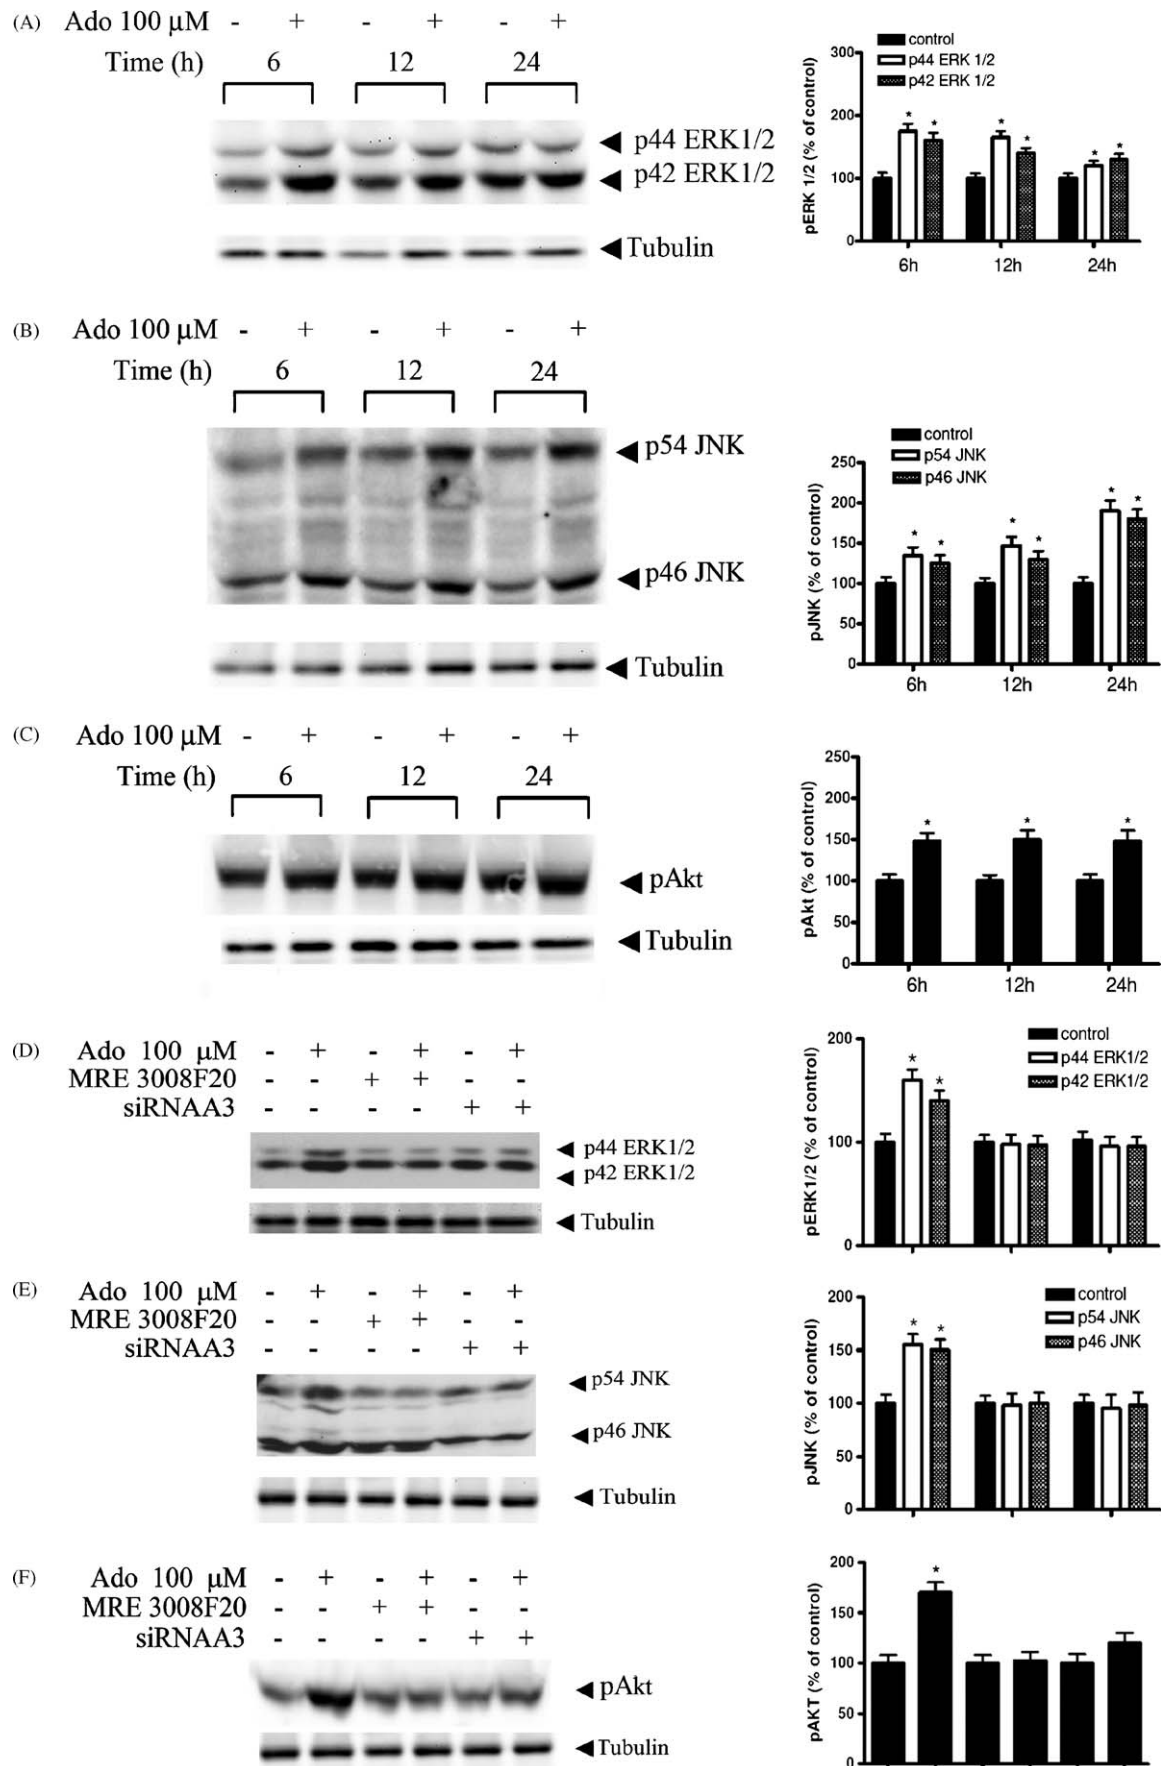 (A) Ado 100 µM - + - + - +
Time (h) 6 12 24
p44 ERK1/2
p42 ERK1/2
Tubulin
control
p44 ERK 1/2
p42 ERK 1/2
pERK 1/2 (% of control)
300
200
100
0
* * * * * *
6h 12h 24h
(B) Ado 100 µM - + - + - +
Time (h) 6 12 24
p54 JNK
p46 JNK
Tubulin
control
p54 JNK
p46 JNK
pJNK (% of control)
250
200
150
100
50
0
* * * * * *
6h 12h 24h
(C) Ado 100 µM - + - + - +
Time (h) 6 12 24
pAkt
Tubulin
pAkt (% of control)
250
200
150
100
50
0
* * *
6h 12h 24h
(D) Ado 100 µM - + - + - +
MRE 3008F20 - - + + - -
siRNAA3 - - - - + +
p44 ERK1/2
p42 ERK1/2
Tubulin
control
p44 ERK1/2
p42 ERK1/2
pERK1/2 (% of control)
200
100
0
* *
(E) Ado 100 µM - + - + - +
MRE 3008F20 - - + + - -
siRNAA3 - - - - + +
p54 JNK
p46 JNK
Tubulin
control
p54 JNK
p46 JNK
pJNK (% of control)
200
150
100
50
0
* *
(F) Ado 100 µM - + - + - +
MRE 3008F20 - - + + - -
siRNAA3 - - - - + +
pAkt
Tubulin
pAKT (% of control)
200
150
100
50
0
*